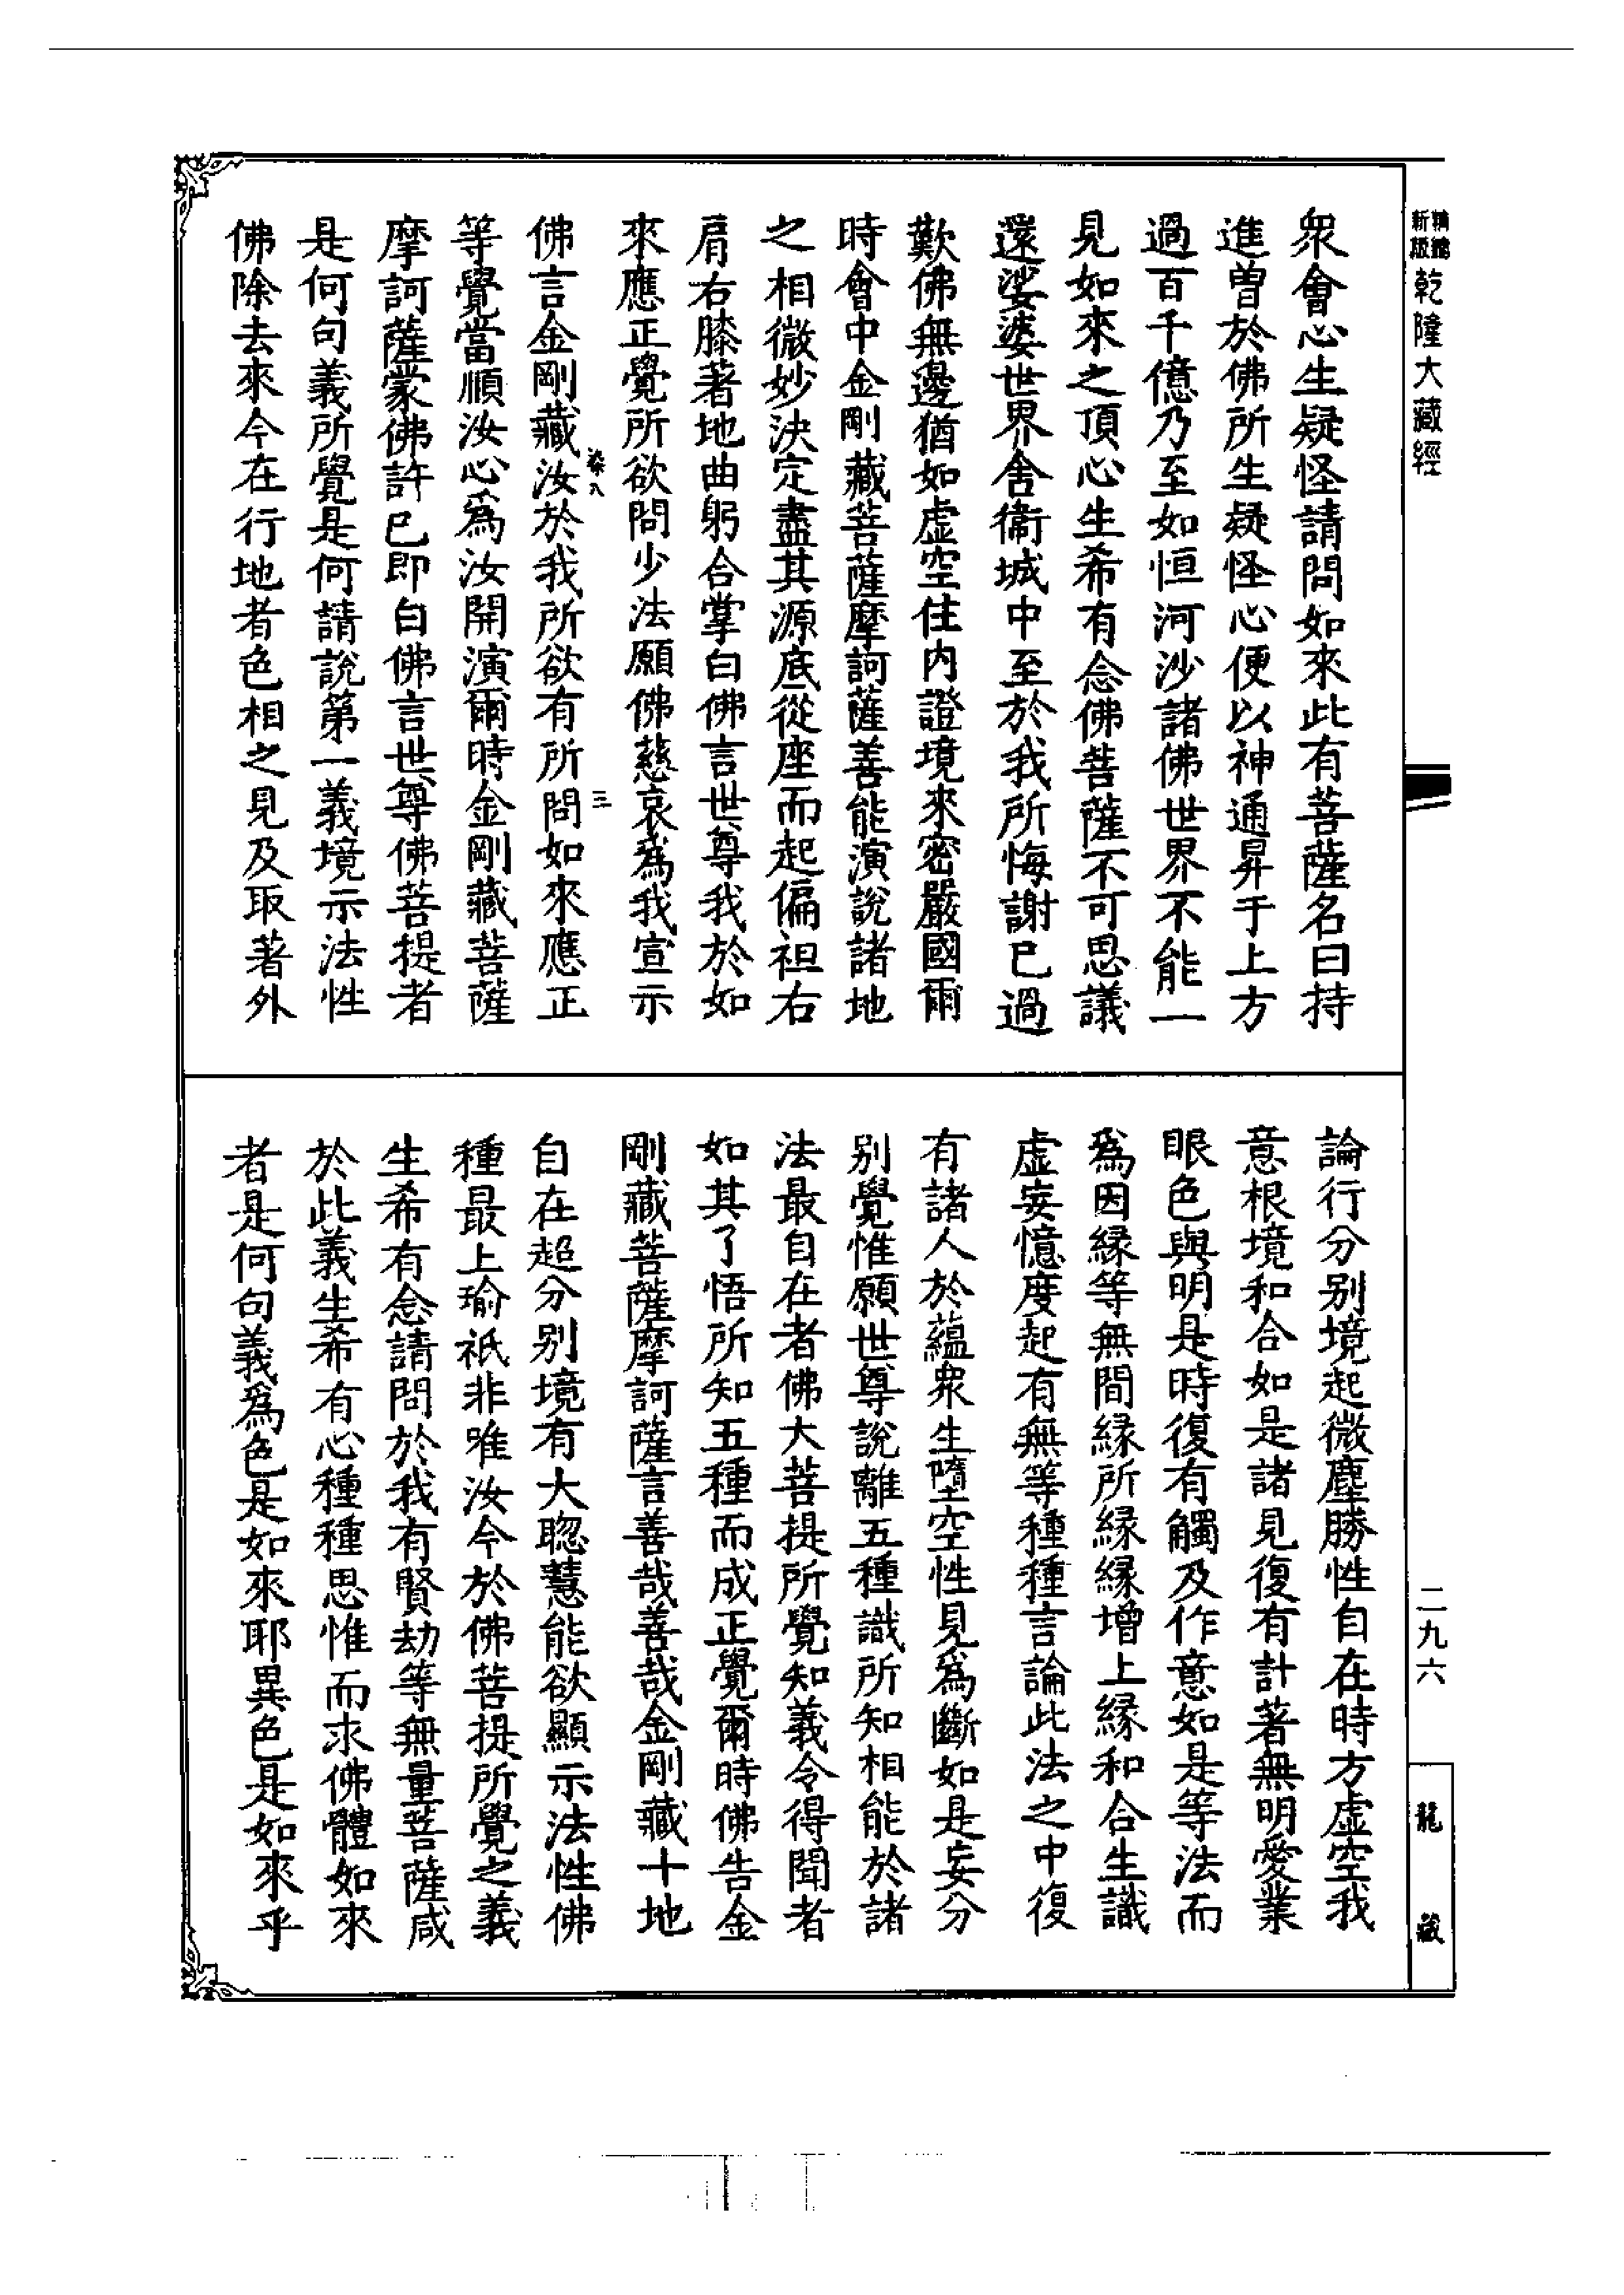 精縮新版乾隆大藏經
衆會心生疑怪請問如來此有菩薩名曰持
進曾於佛所生疑怪心便以神通昇于上方
過百千億乃至如恒河沙諸佛世界不能一
見如來之頂心生希有念佛菩薩不可思議
還娑婆世界舍衞城中至於我所悔謝已過
歎佛無邊猶如虚空住内證境來密嚴國爾
時會中金剛藏菩薩摩訶薩善能演說諸地
之相微妙決定盡其源底從座而起偏袒右
肩右膝著地曲躬合掌白佛言世尊我於如
來應正覺所欲問少法願佛慈哀為我宣示
佛言金剛藏汝於我所欲有所問如來應正
等覺當順汝心爲汝開演爾時金剛藏菩薩
摩訶薩蒙佛許已即白佛言世尊佛菩提者
是何句義所覺是何請說第一義境示法性
佛除去來今在行地者色相之見及取著外
論行分别境起微塵勝性自在時方虚空我
意根境和合如是諸見復有計著無明愛業
眼色與明是時復有觸及作意如是等法而
爲因緣等無間緣所緣緣增上緣和合生識
虚妄憶度起有無等種種言論此法之中復
有諸人於蘊衆生墮空性見爲斷如是妄分
别覺惟願世尊說離五種識所知相能於諸
法最自在者佛大菩提所覺知義令得聞者
如其了悟所知五種而成正覺爾時佛告金
剛藏菩薩摩訶薩言善哉善哉金剛藏十地
自在超分别境有大聰慧能欲顯示法性佛
種最上瑜祇非唯汝今於佛菩提所覺之義
生希有念請問於我有賢劫等無量菩薩咸
於此義生希有心種種思惟而求佛體如來
者是何句義爲色是如來耶異色是如來乎
三
二九六
龍藏